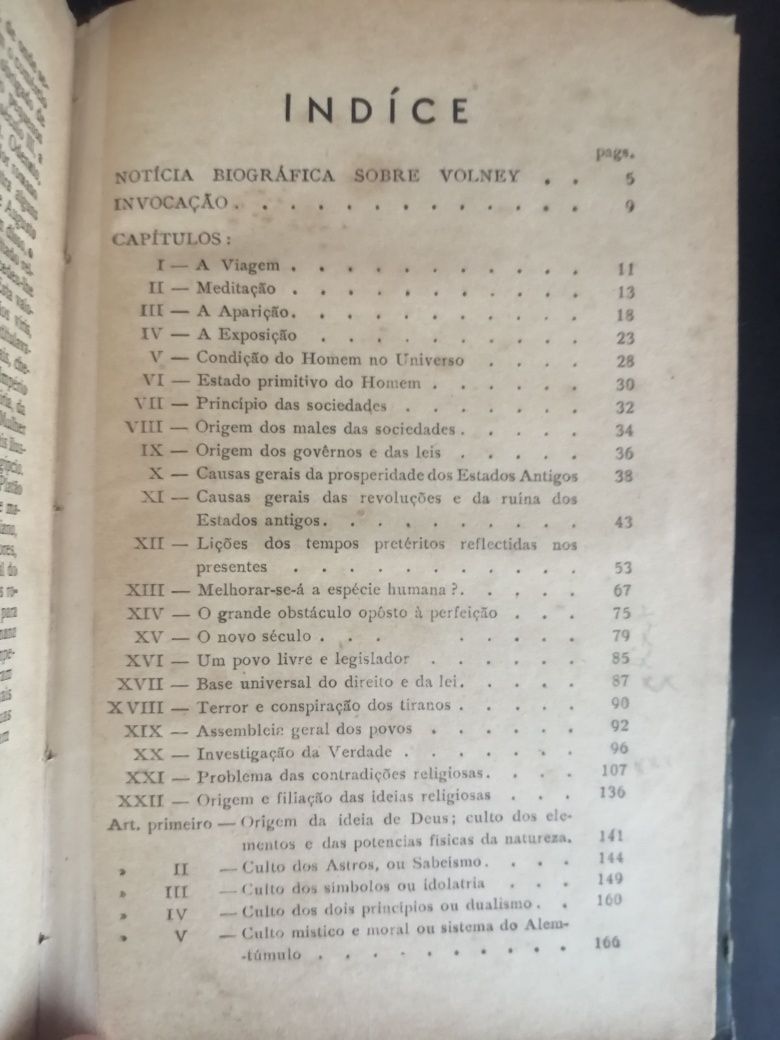 INDÍCE
pags.
NOTÍCIA BIOGRÁFICA SOBRE VOLNEY . . 5
INVOCAÇÃO . . . . . . . . . . . . . 9
CAPÍTULOS :
I — A Viagem . . . . . . . . . . . 11
II — Meditação . . . . . . . . . . . 13
III — A Aparição. . . . . . . . . . . 18
IV — A Exposição . . . . . . . . . . 23
V — Condição do Homem no Universo . . . . 28
VI — Estado primitivo do Homem . . . . . . 30
VII — Princípio das sociedades . . . . . . . 32
VIII — Origem dos males das sociedades. . . . . 34
IX — Origem dos govêrnos e das leis . . . . . 36
X — Causas gerais da prosperidade dos Estados Antigos 38
XI — Causas gerais das revoluções e da ruína dos
Estados antigos. . . . . . . . . . 43
XII — Lições dos tempos pretéritos reflectidas nos
presentes . . . . . . . . . . . 53
XIII — Melhorar-se-á a espécie humana ?. . . . . 67
XIV — O grande obstáculo opôsto à perfeição . . . 75
XV — O novo século . . . . . . . . 79
XVI — Um povo livre e legislador . . . . . . 85
XVII — Base universal do direito e da lei. . . . . 87
XVIII — Terror e conspiração dos tiranos . . . . . 90
XIX — Assembleia geral dos povos . . . . . . 92
XX — Investigação da Verdade . . . . . . . 96
XXI — Problema das contradições religiosas. . . . 107
XXII — Origem e filiação das ideias religiosas . . . 136
Art. primeiro — Origem da ideia de Deus; culto dos ele-
mentos e das potencias físicas da natureza. 141
» II — Culto dos Astros, ou Sabeísmo. . . . 144
» III — Culto dos símbolos ou idolatria . . . 149
» IV — Culto dos dois princípios ou dualismo . . 160
» V — Culto místico e moral ou sistema do Alem-
-túmulo . . . . . . . . . . 166